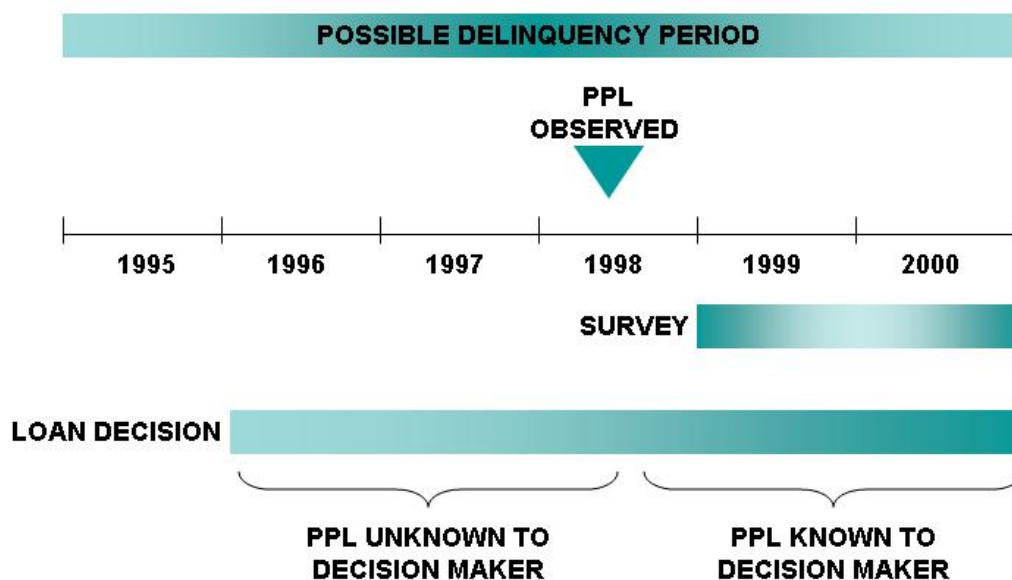 POSSIBLE DELINQUENCY PERIOD
PPL
OBSERVED
1995 1996 1997 1998 1999 2000
SURVEY
LOAN DECISION
PPL UNKNOWN TO
DECISION MAKER
PPL KNOWN TO
DECISION MAKER